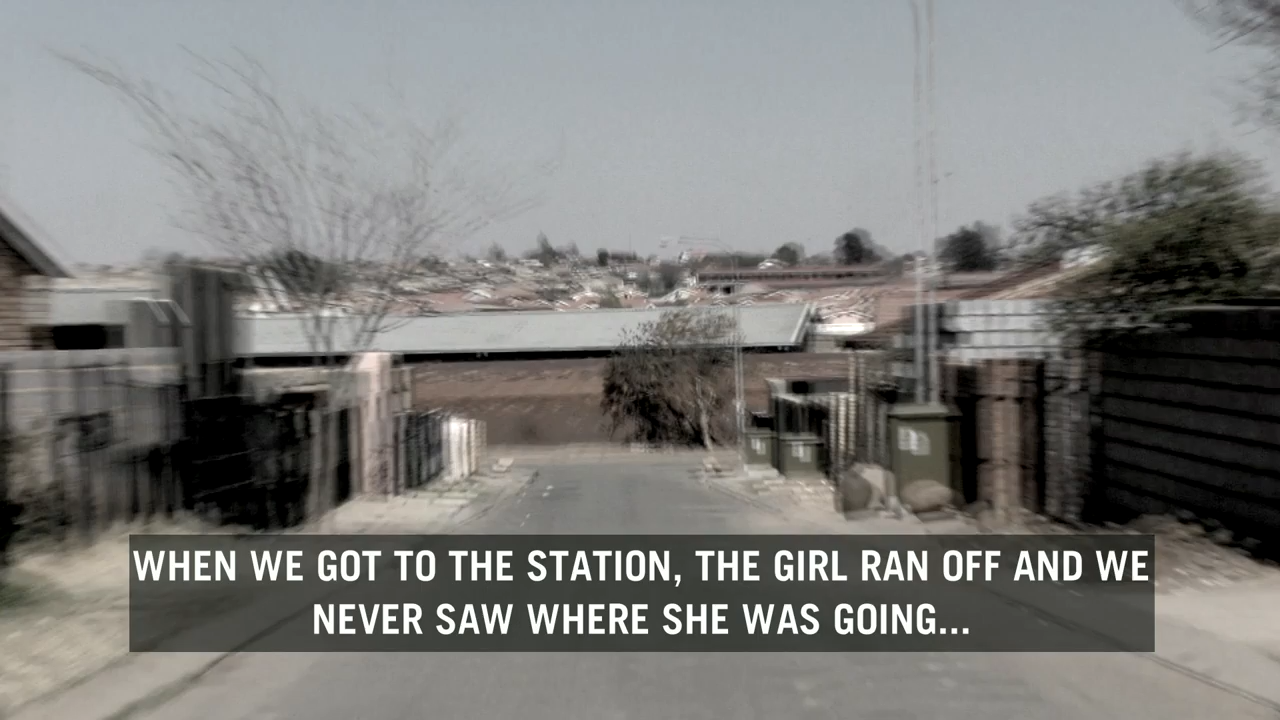 WHEN WE GOT TO THE STATION, THE GIRL RAN OFF AND WE
NEVER SAW WHERE SHE WAS GOING...